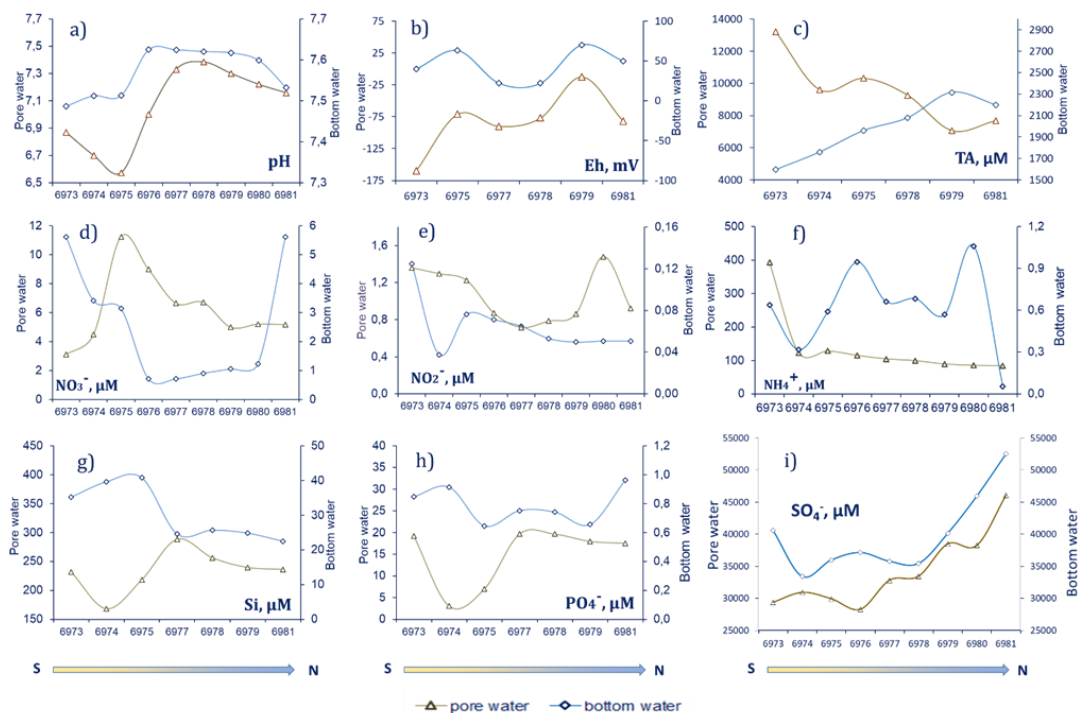 a)
7,7
7,5
7,3
7,1
6,9
6,7
6,5
Pore water
pH
7,7
7,6
7,5
7,4
7,3
Bottom water
6973 6974 6975 6976 6977 6978 6979 6980 6981
b)
75
25
-25
-75
-125
-175
Pore water
Eh, mV
100
50
0
-50
-100
Bottom water
6973 6975 6977 6978 6979 6981
c)
14000
12000
10000
8000
6000
4000
Pore water
TA, µM
2900
2700
2500
2300
2100
1900
1700
1500
Bottom water
6973 6974 6975 6978 6979 6981
d)
12
10
8
6
4
2
0
Pore water
NO₃⁻, µM
6
5
4
3
2
1
0
Bottom water
6973 6974 6975 6976 6977 6978 6979 6980 6981
e)
1,6
1,2
0,8
0,4
0,0
Pore water
NO₂⁻, µM
0,16
0,12
0,08
0,04
0,00
Bottom water
6973 6974 6975 6976 6977 6978 6979 6980 6981
f)
500
400
300
200
100
0
Pore water
NH₄⁺, µM
1,2
0,9
0,6
0,3
0
Bottom water
6973 6974 6975 6976 6977 6978 6979 6980 6981
g)
450
400
350
300
250
200
150
Pore water
Si, µM
50
40
30
20
10
0
Bottom water
6973 6974 6975 6977 6978 6979 6981
h)
40
35
30
25
20
15
10
5
0
Pore water
PO₄⁻, µM
1,2
1,0
0,8
0,6
0,4
0,2
0,0
Bottom water
6973 6974 6975 6977 6978 6979 6981
i)
55000
50000
45000
40000
35000
30000
25000
Pore water
SO₄⁻, µM
50000
45000
40000
35000
30000
25000
Bottom water
6973 6974 6975 6976 6977 6978 6979 6980 6981
S N
S N
S N
pore water bottom water